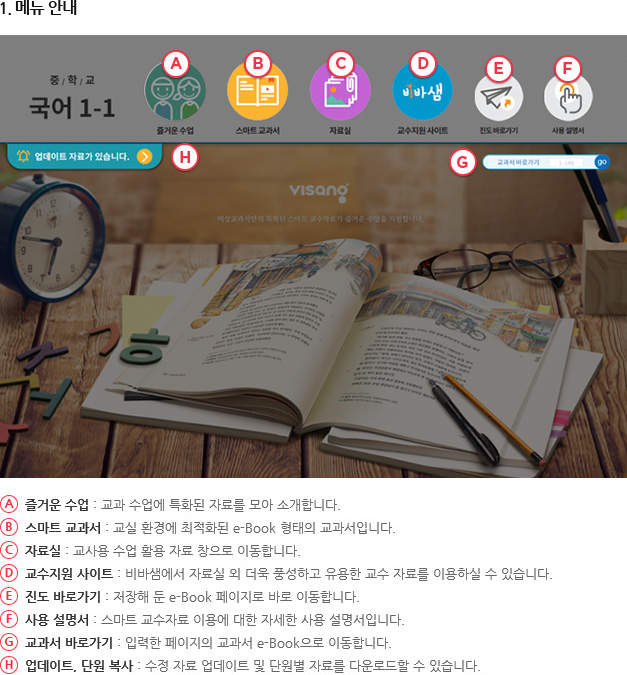 1. 메뉴 안내
A
B
C
D
E
F
중 / 학 / 교
국어 1-1
비바샘
즐거운 수업
스마트 교과서
자료실
교수지원 사이트
진도 바로가기
사용 설명서
업데이트 자료가 있습니다.
H
G
교과서 바로가기
go
visang
비상교과서만의 특화된 스마트 교수자료가 즐거운 수업을 지원합니다.
A 즐거운 수업 : 교과 수업에 특화된 자료를 모아 소개합니다.
B 스마트 교과서 : 교실 환경에 최적화된 e-Book 형태의 교과서입니다.
C 자료실 : 교사용 수업 활용 자료 창으로 이동합니다.
D 교수지원 사이트 : 비바샘에서 자료실 외 더욱 풍성하고 유용한 교수 자료를 이용하실 수 있습니다.
E 진도 바로가기 : 저장해 둔 e-Book 페이지로 바로 이동합니다.
F 사용 설명서 : 스마트 교수자료 이용에 대한 자세한 사용 설명서입니다.
G 교과서 바로가기 : 입력한 페이지의 교과서 e-Book으로 이동합니다.
H 업데이트, 단원 복사 : 수정 자료 업데이트 및 단원별 자료를 다운로드할 수 있습니다.